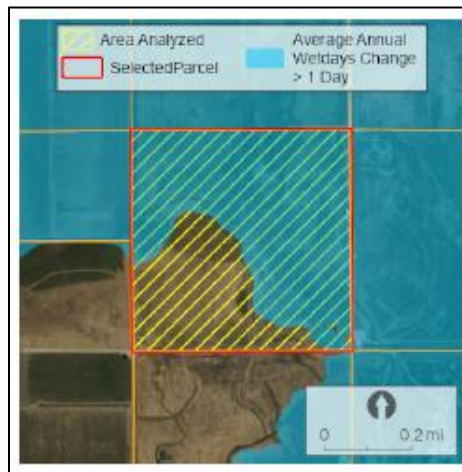 Area Analyzed
SelectedParcel
Average Annual
Wetdays Change
> 1 Day
0 0.2 mi